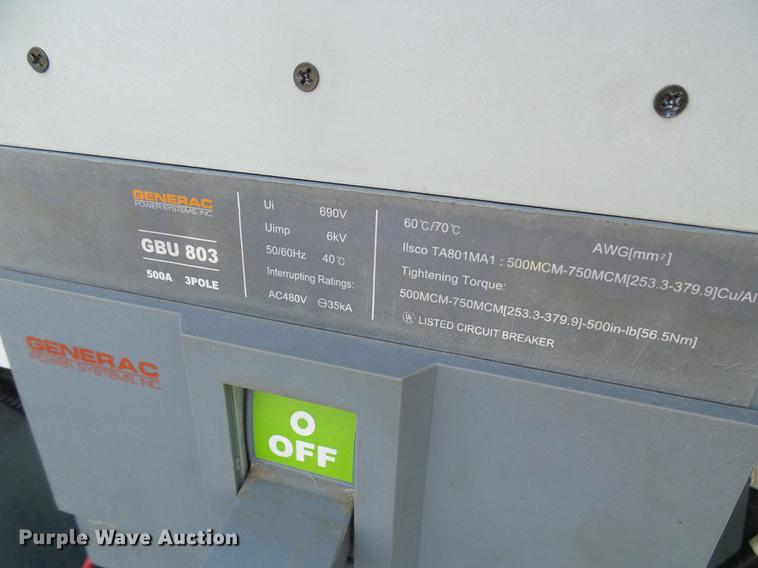 GENERAC
POWER SYSTEMS, INC.
GBU 803
500A 3POLE
Ui 690V
Uimp 6kV
50/60Hz 40℃
Interrupting Ratings:
AC480V ⊖35kA
60℃/70℃ AWG[mm²]
Ilsco TA801MA1 : 500MCM-750MCM[253.3-379.9]Cu/Al
Tightening Torque:
500MCM-750MCM[253.3-379.9]-500in-lb[56.5Nm]
UL LISTED CIRCUIT BREAKER
GENERAC
POWER SYSTEMS, INC.
O
OFF
Purple Wave Auction